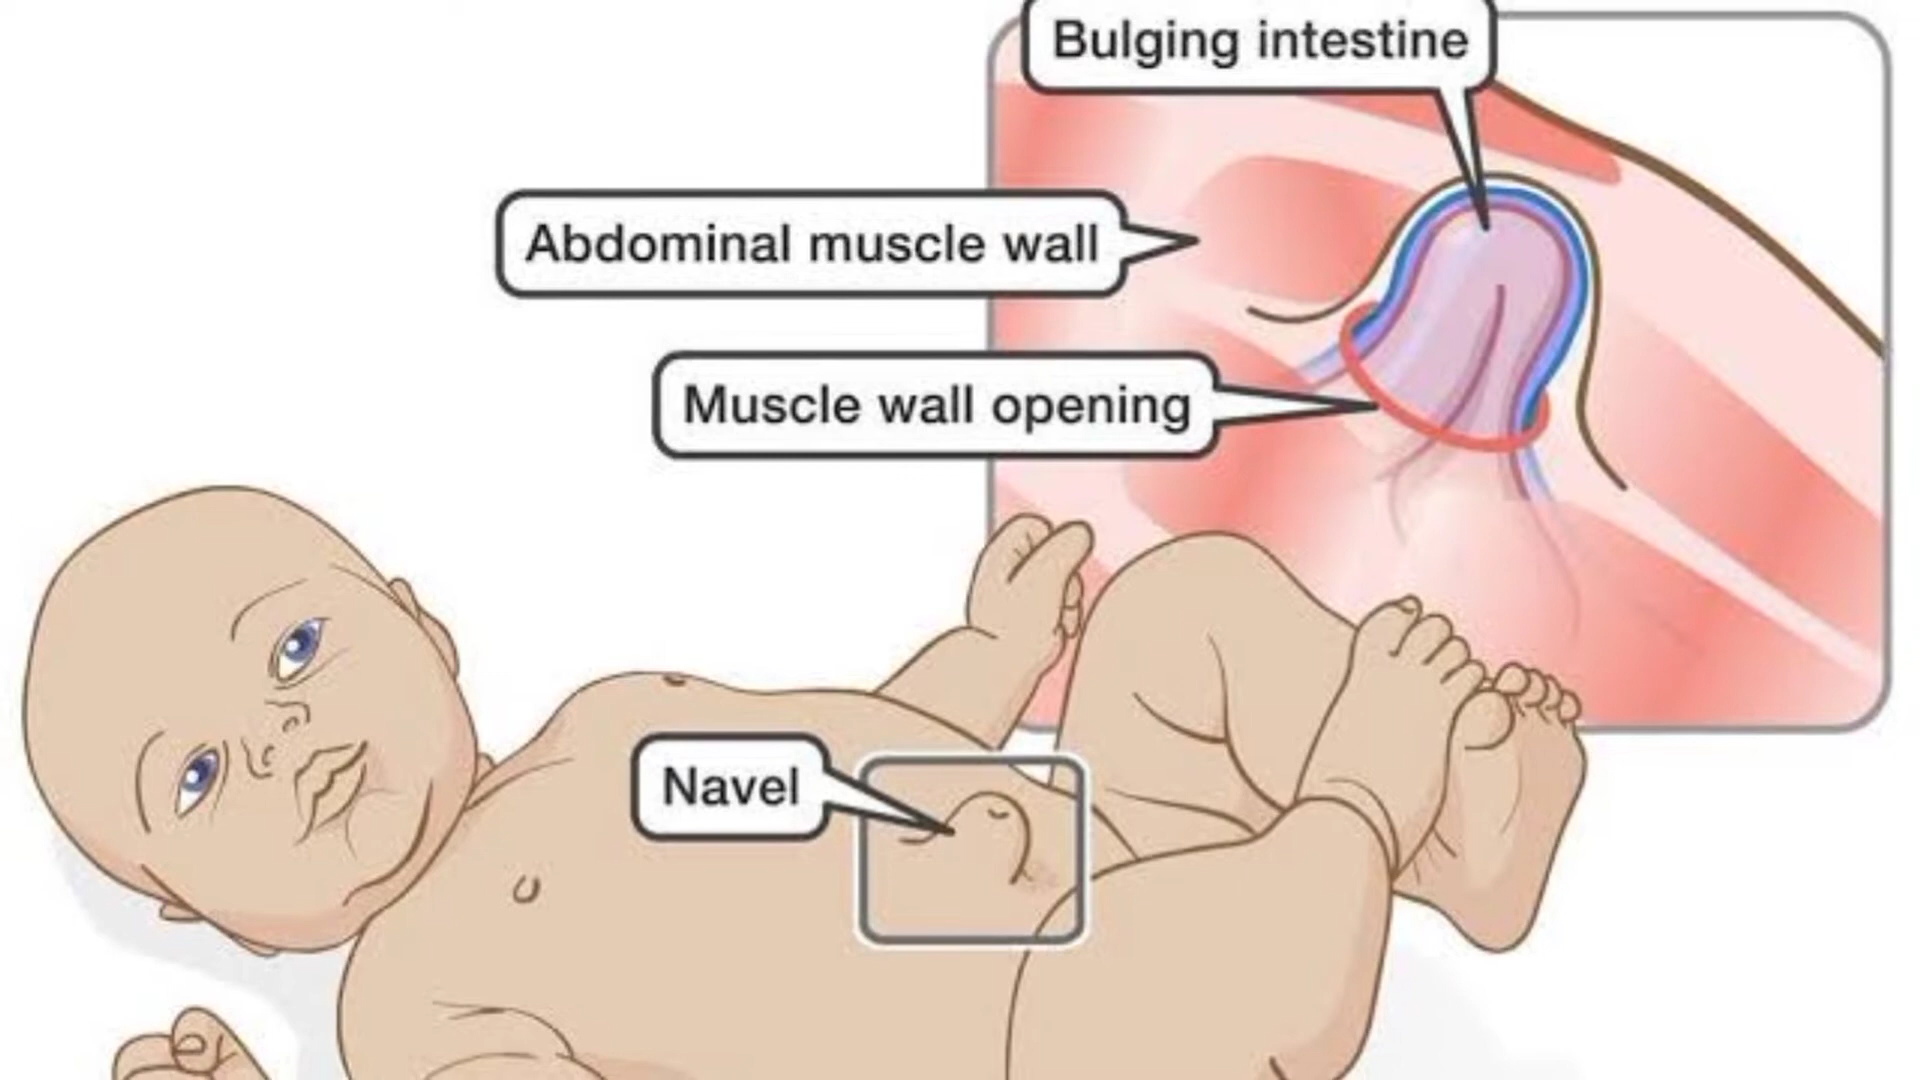 Bulging intestine
Abdominal muscle wall
Muscle wall opening
Navel